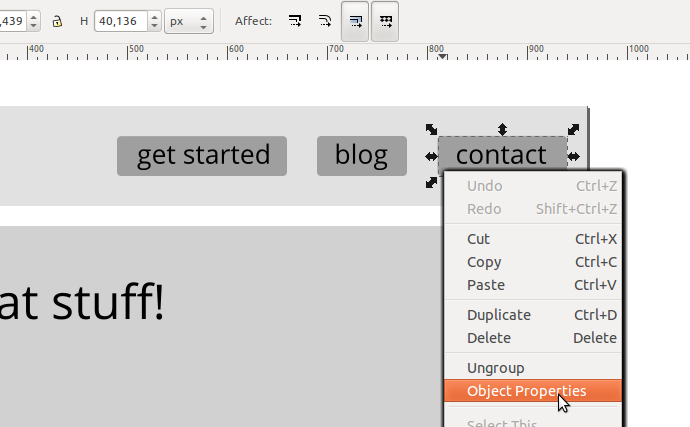 ,439 H 40,136 px Affect:
400 500 600 700 800 900 1000
get started blog contact
at stuff!
Undo Ctrl+Z
Redo Shift+Ctrl+Z
Cut Ctrl+X
Copy Ctrl+C
Paste Ctrl+V
Duplicate Ctrl+D
Delete Delete
Ungroup
Object Properties
Select This